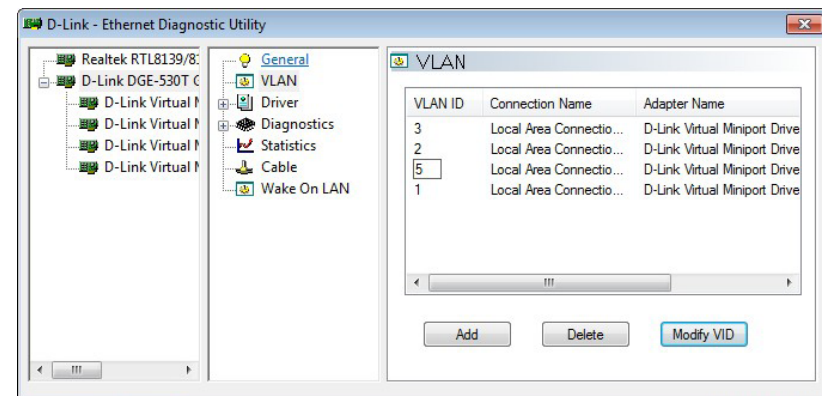 D-Link - Ethernet Diagnostic Utility
Realtek RTL8139/81
D-Link DGE-530T G
D-Link Virtual M
D-Link Virtual M
D-Link Virtual M
D-Link Virtual M
General
VLAN
Driver
Diagnostics
Statistics
Cable
Wake On LAN
VLAN
VLAN ID Connection Name Adapter Name
3 Local Area Connectio... D-Link Virtual Miniport Drive
2 Local Area Connectio... D-Link Virtual Miniport Drive
5 Local Area Connectio... D-Link Virtual Miniport Drive
1 Local Area Connectio... D-Link Virtual Miniport Drive
Add Delete Modify VID